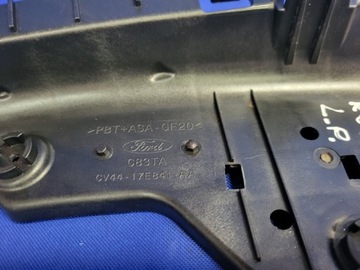 >PBT+ASA-GF20<
Ford
C83TA
CV44-17E841-AA
L.P